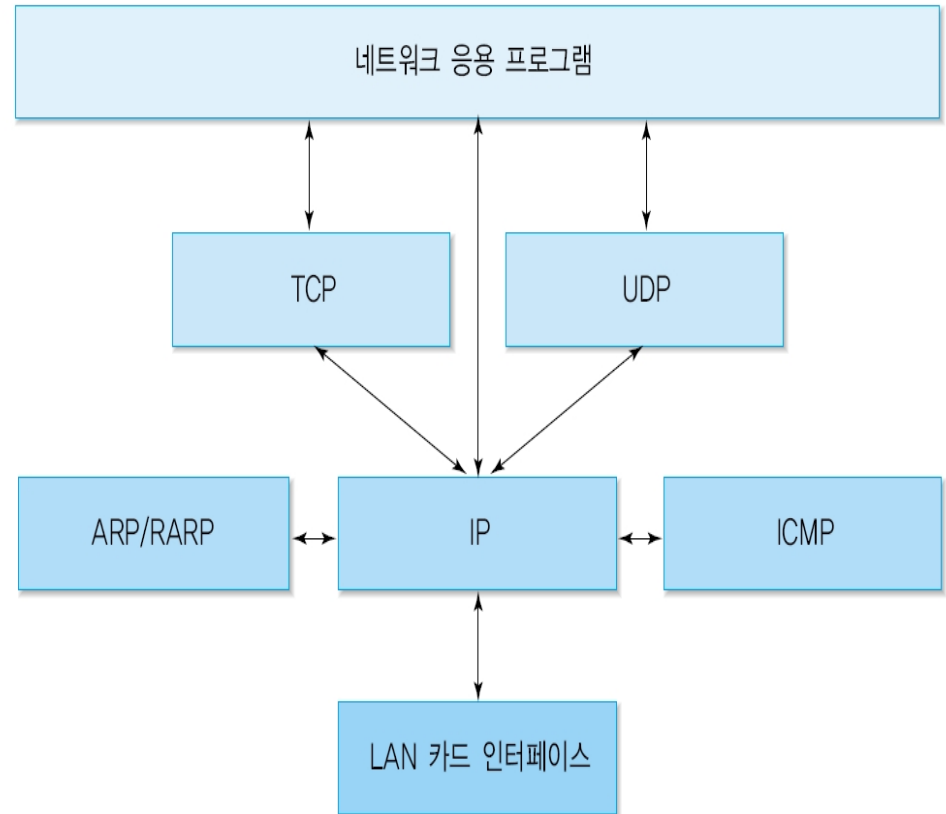 네트워크 응용 프로그램
TCP
UDP
ARP/RARP
IP
ICMP
LAN 카드 인터페이스